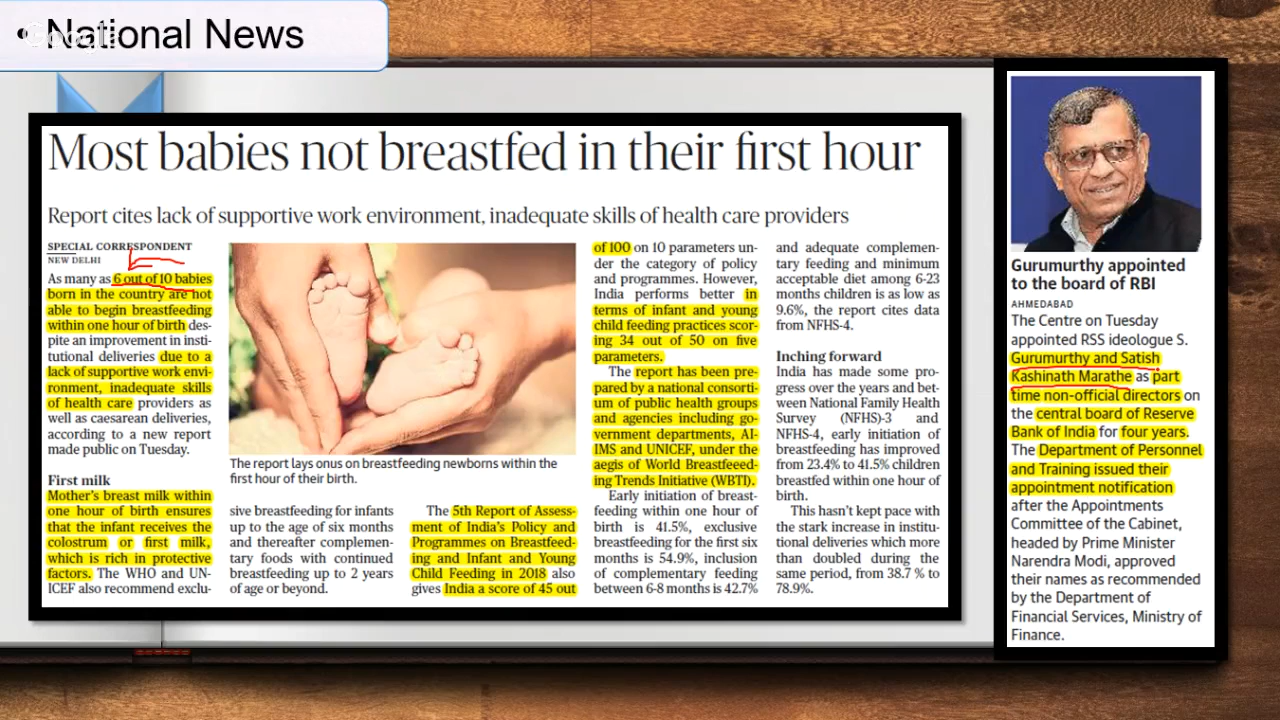 • National News
Google
Most babies not breastfed in their first hour
Report cites lack of supportive work environment, inadequate skills of health care providers
SPECIAL CORRESPONDENT
NEW DELHI
As many as 6 out of 10 babies
born in the country are not
able to begin breastfeeding
within one hour of birth des-
pite an improvement in insti-
tutional deliveries due to a
lack of supportive work envi-
ronment, inadequate skills
of health care providers as
well as caesarean deliveries,
according to a new report
made public on Tuesday.
First milk
Mother's breast milk within
one hour of birth ensures
that the infant receives the
colostrum or first milk,
which is rich in protective
factors. The WHO and UN-
ICEF also recommend exclu-
The report lays onus on breastfeeding newborns within the
first hour of their birth.
sive breastfeeding for infants
up to the age of six months
and thereafter complemen-
tary foods with continued
breastfeeding up to 2 years
of age or beyond.
The 5th Report of Assess-
ment of India's Policy and
Programmes on Breastfeed-
ing and Infant and Young
Child Feeding in 2018 also
gives India a score of 45 out
of 100 on 10 parameters un-
der the category of policy
and programmes. However,
India performs better in
terms of infant and young
child feeding practices scor-
ing 34 out of 50 on five
parameters.
The report has been pre-
pared by a national consorti-
um of public health groups
and agencies including go-
vernment departments, AI-
IMS and UNICEF, under the
aegis of World Breastfeeed-
ing Trends Initiative (WBTI).
Early initiation of breast-
feeding within one hour of
birth is 41.5%, exclusive
breastfeeding for the first six
months is 54.9%, inclusion
of complementary feeding
between 6-8 months is 42.7%
and adequate complemen-
tary feeding and minimum
acceptable diet among 6-23
months children is as low as
9.6%, the report cites data
from NFHS-4.
Inching forward
India has made some pro-
gress over the years and bet-
ween National Family Health
Survey (NFHS)-3 and
NFHS-4, early initiation of
breastfeeding has improved
from 23.4% to 41.5% children
breastfed within one hour of
birth.
This hasn't kept pace with
the stark increase in institu-
tional deliveries which more
than doubled during the
same period, from 38.7 % to
78.9%.
Gurumurthy appointed
to the board of RBI
AHMEDABAD
The Centre on Tuesday
appointed RSS ideologue S.
Gurumurthy and Satish
Kashinath Marathe as part
time non-official directors on
the central board of Reserve
Bank of India for four years.
The Department of Personnel
and Training issued their
appointment notification
after the Appointments
Committee of the Cabinet,
headed by Prime Minister
Narendra Modi, approved
their names as recommended
by the Department of
Financial Services, Ministry of
Finance.